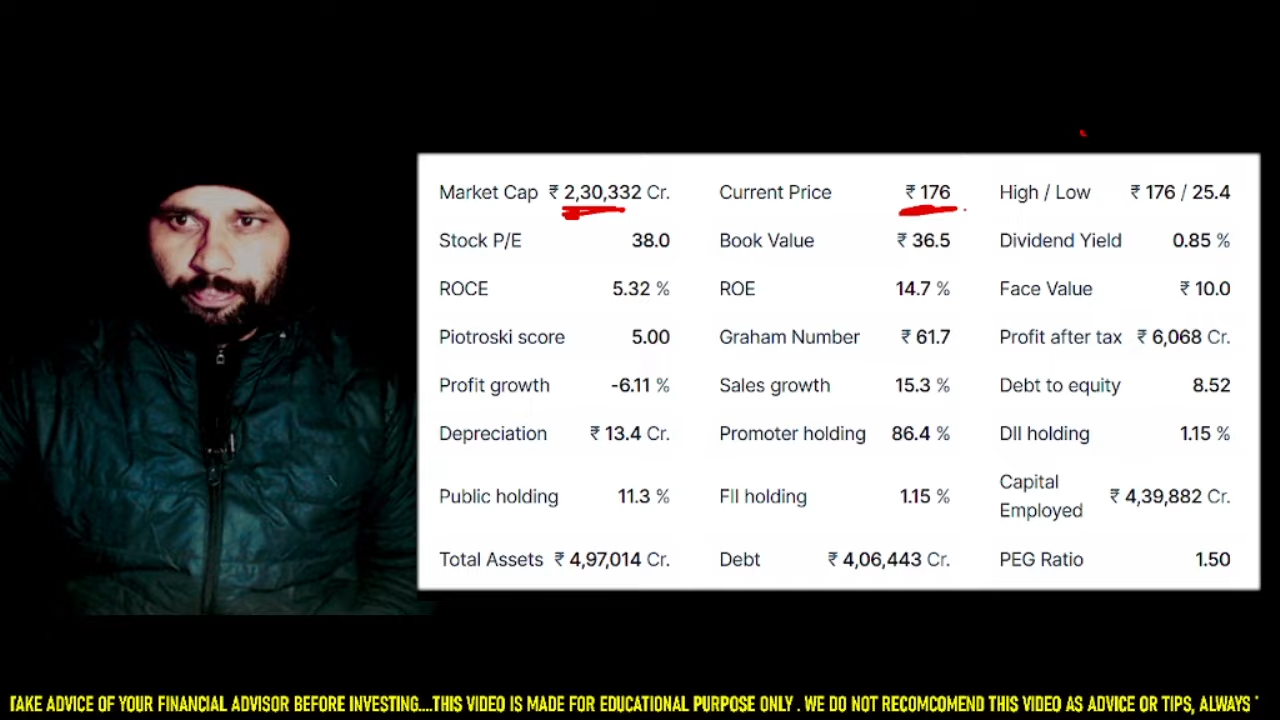 Market Cap ₹ 2,30,332 Cr. Current Price ₹ 176 High / Low ₹ 176 / 25.4
Stock P/E 38.0 Book Value ₹ 36.5 Dividend Yield 0.85 %
ROCE 5.32 % ROE 14.7 % Face Value ₹ 10.0
Piotroski score 5.00 Graham Number ₹ 61.7 Profit after tax ₹ 6,068 Cr.
Profit growth -6.11 % Sales growth 15.3 % Debt to equity 8.52
Depreciation ₹ 13.4 Cr. Promoter holding 86.4 % DII holding 1.15 %
Public holding 11.3 % FII holding 1.15 % Capital
Employed ₹ 4,39,882 Cr.
Total Assets ₹ 4,97,014 Cr. Debt ₹ 4,06,443 Cr. PEG Ratio 1.50
TAKE ADVICE OF YOUR FINANCIAL ADVISOR BEFORE INVESTING....THIS VIDEO IS MADE FOR EDUCATIONAL PURPOSE ONLY . WE DO NOT RECOMCOMEND THIS VIDEO AS ADVICE OR TIPS, ALWAYS